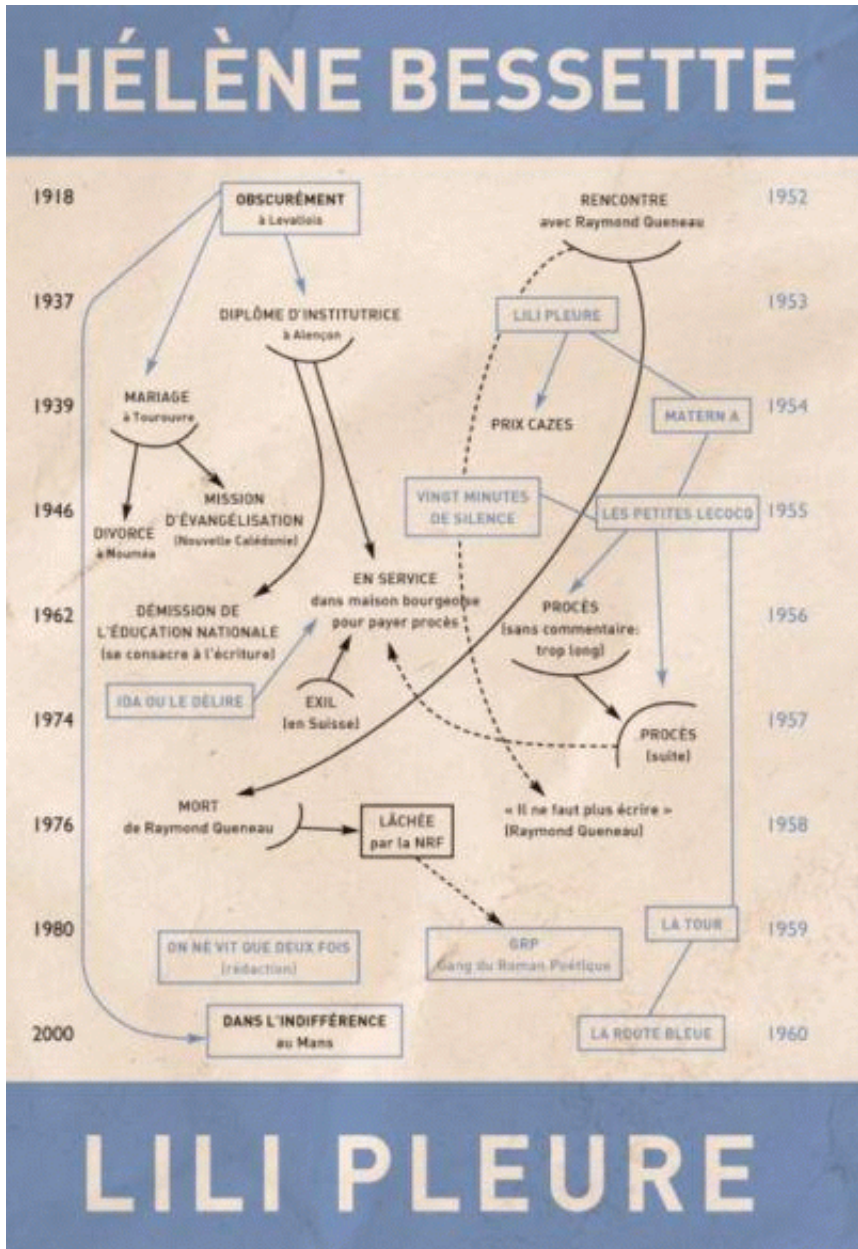 HÉLÈNE BESSETTE
1918
OBSCURÉMENT
à Levallois
RENCONTRE
avec Raymond Queneau
1952
1937
DIPLÔME D'INSTITUTRICE
à Alençon
LILI PLEURE
1953
1939
MARIAGE
à Tourouvre
PRIX CAZES
MATERN A
1954
1946
MISSION
D'ÉVANGÉLISATION
(Nouvelle Calédonie)
DIVORCE
à Nouméa
VINGT MINUTES
DE SILENCE
LES PETITES LECOCQ
1955
1962
EN SERVICE
dans maison bourgeoise
pour payer procès
DÉMISSION DE
L'ÉDUCATION NATIONALE
(se consacre à l'écriture)
PROCÈS
(sans commentaire:
trop long)
1956
IDA OU LE DÉLIRE
1974
EXIL
(en Suisse)
PROCÈS
(suite)
1957
1976
MORT
de Raymond Queneau
LÂCHÉE
par la NRF
« Il ne faut plus écrire »
(Raymond Queneau)
1958
1980
ON NE VIT QUE DEUX FOIS
(rédaction)
GRP
Gang du Roman Poétique
LA TOUR
1959
2000
DANS L'INDIFFÉRENCE
au Mans
LA ROUTE BLEUE
1960
LILI PLEURE